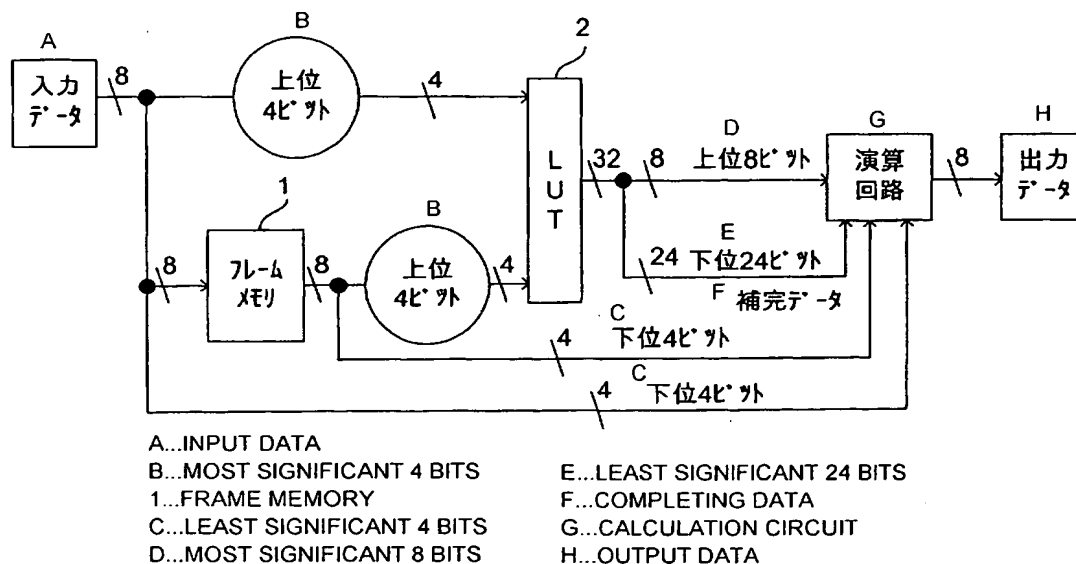 A
入力
データ
8
B
上位
4ビット
4
2
LUT
32
8
D
上位8ビット
G
演算
回路
8
H
出力
データ
1
8
フレーム
メモリ
8
B
上位
4ビット
4
24
E
下位24ビット
F 補完データ
4
C
下位4ビット
4
C
下位4ビット
A...INPUT DATA
B...MOST SIGNIFICANT 4 BITS
1...FRAME MEMORY
C...LEAST SIGNIFICANT 4 BITS
D...MOST SIGNIFICANT 8 BITS
E...LEAST SIGNIFICANT 24 BITS
F...COMPLETING DATA
G...CALCULATION CIRCUIT
H...OUTPUT DATA